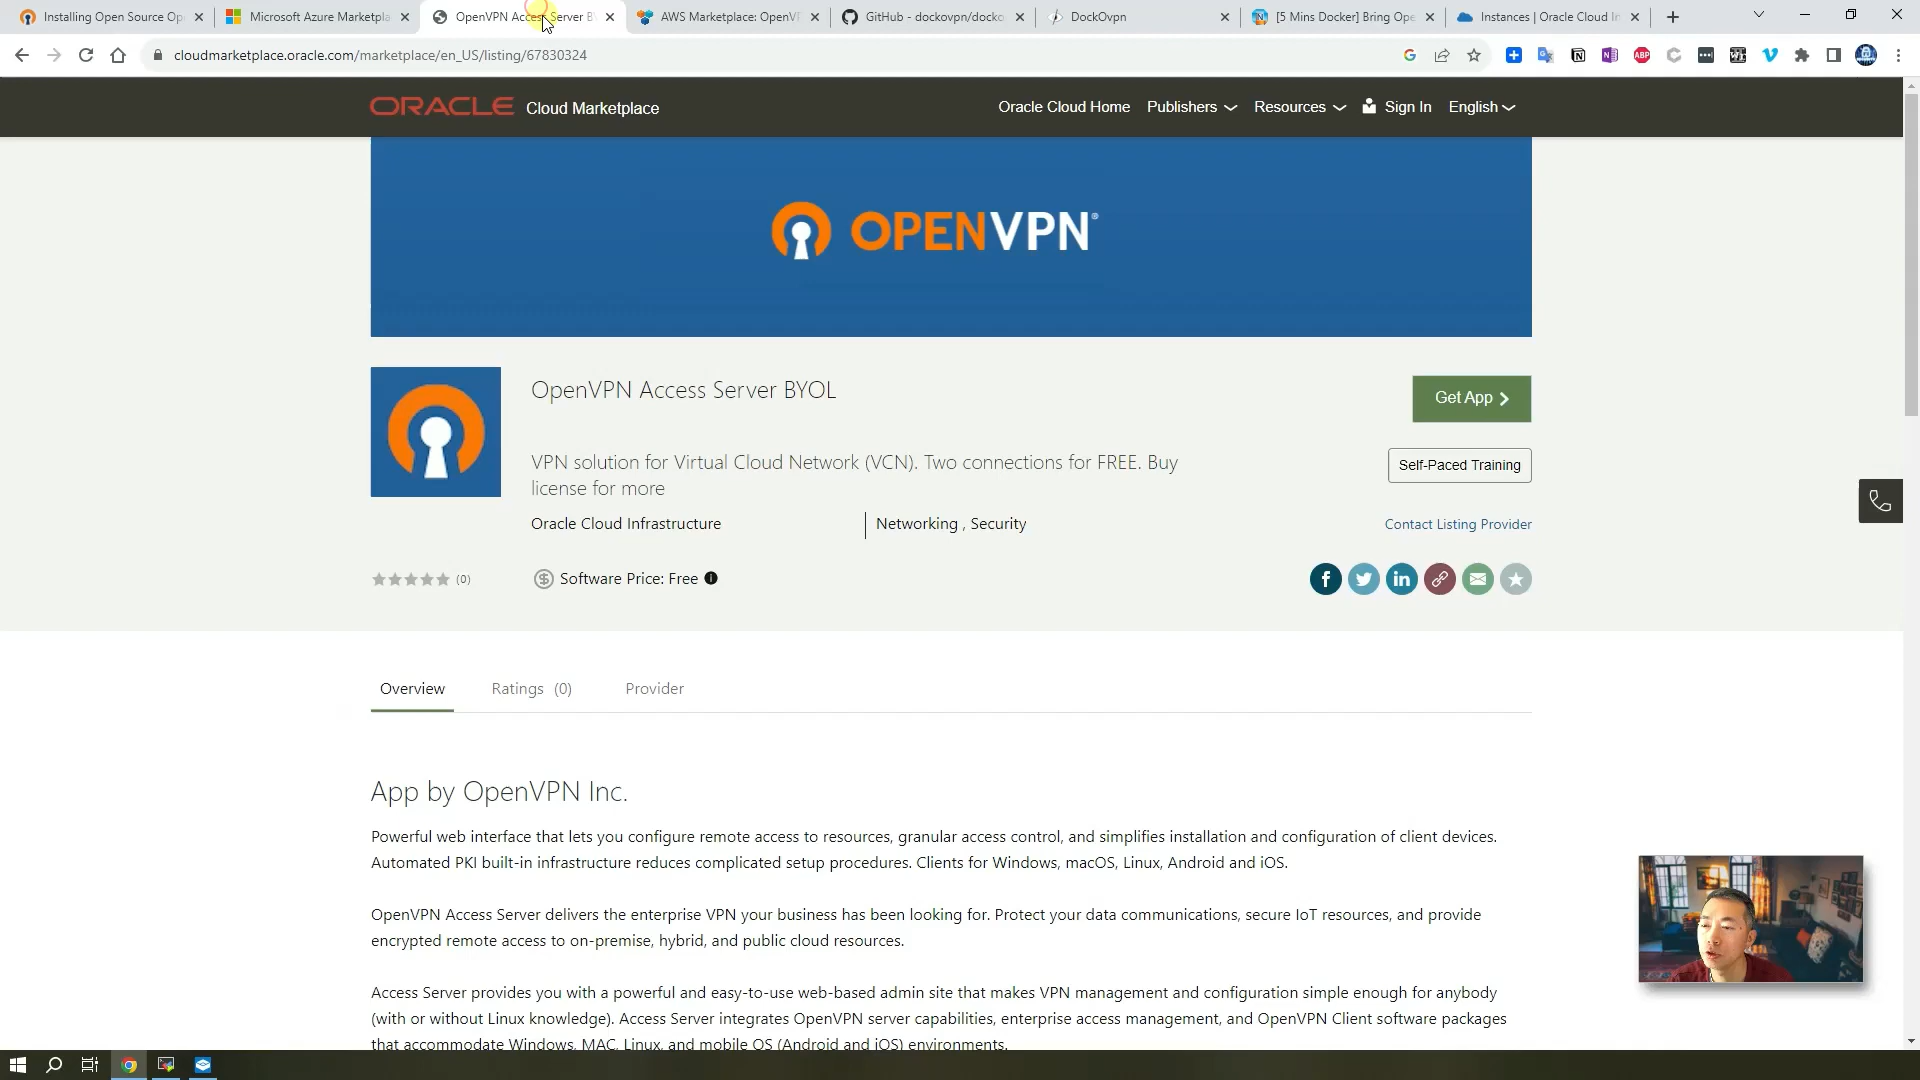 Installing Open Source Op
Microsoft Azure Marketpla
OpenVPN Access Server B
AWS Marketplace: OpenVP
GitHub - dockovpn/docko
DockOvpn
[5 Mins Docker] Bring Ope
Instances | Oracle Cloud In
cloudmarketplace.oracle.com/marketplace/en_US/listing/67830324
ORACLE Cloud Marketplace
Oracle Cloud Home
Publishers
Resources
Sign In
English
OPENVPN®
OpenVPN Access Server BYOL
Get App
VPN solution for Virtual Cloud Network (VCN). Two connections for FREE. Buy
license for more
Self-Paced Training
Oracle Cloud Infrastructure
Networking , Security
Contact Listing Provider
(0)
Software Price: Free
Overview
Ratings (0)
Provider
App by OpenVPN Inc.
Powerful web interface that lets you configure remote access to resources, granular access control, and simplifies installation and configuration of client devices.
Automated PKI built-in infrastructure reduces complicated setup procedures. Clients for Windows, macOS, Linux, Android and iOS.
OpenVPN Access Server delivers the enterprise VPN your business has been looking for. Protect your data communications, secure IoT resources, and provide
encrypted remote access to on-premise, hybrid, and public cloud resources.
Access Server provides you with a powerful and easy-to-use web-based admin site that makes VPN management and configuration simple enough for anybody
(with or without Linux knowledge). Access Server integrates OpenVPN server capabilities, enterprise access management, and OpenVPN Client software packages
that accommodate Windows, MAC, Linux, and mobile OS (Android and iOS) environments.